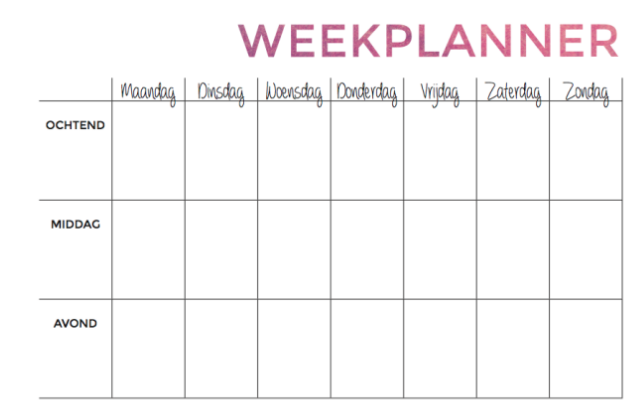 WEEKPLANNER
Maandag Dinsdag Woensdag Donderdag Vrijdag Zaterdag Zondag
OCHTEND
MIDDAG
AVOND